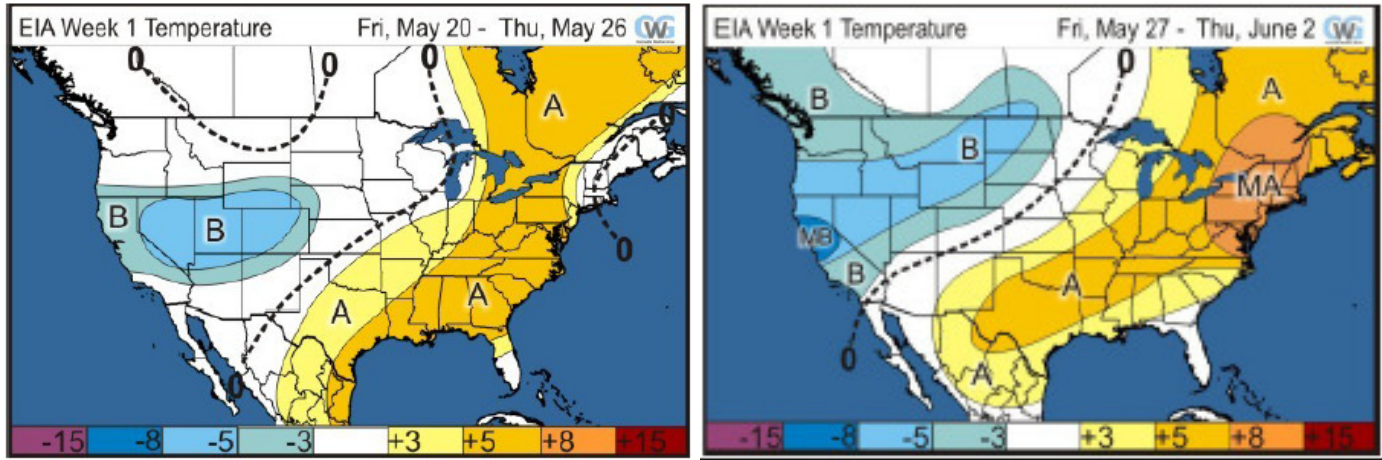 EIA Week 1 Temperature Fri, May 20 - Thu, May 26 CWG
0 0 0
A
0
B B
A A
0
0
-15 -8 -5 -3 +3 +5 +8 +15
EIA Week 1 Temperature Fri, May 27 - Thu, June 2 CWG
0
B A
B
MA
MB
B A
0
A
-15 -8 -5 -3 +3 +5 +8 +15